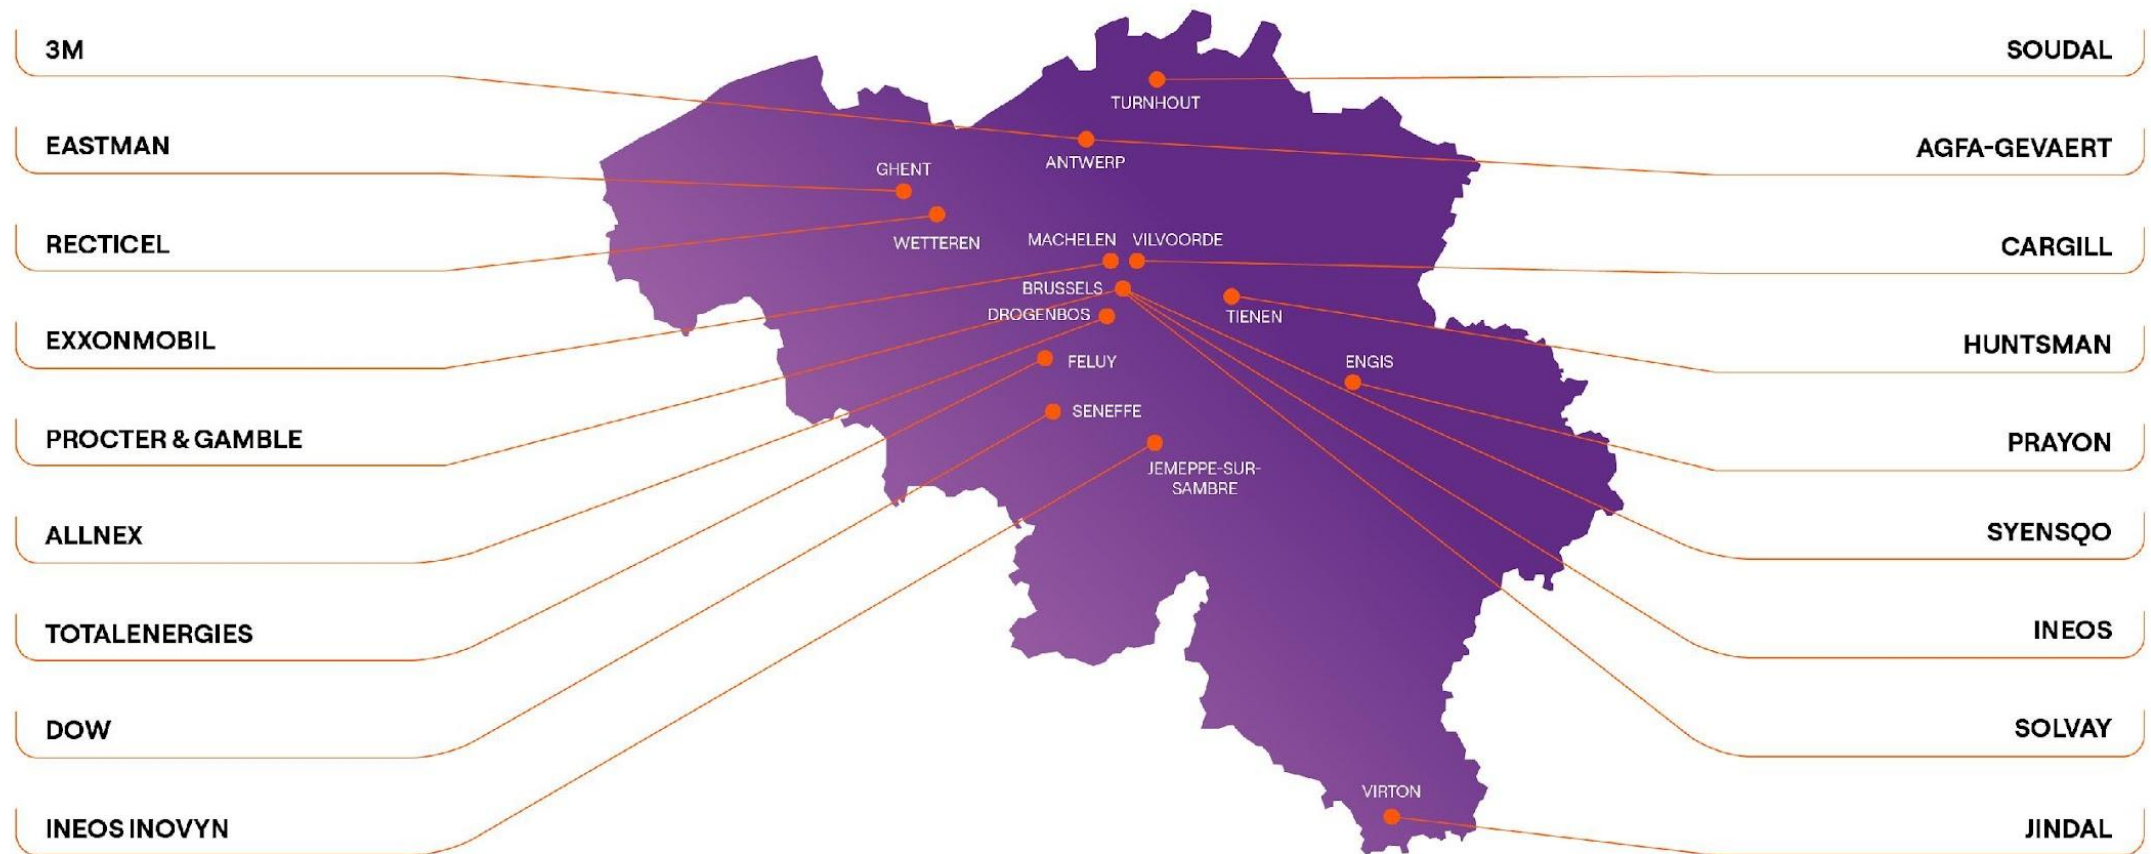 3M
EASTMAN
RECTICEL
EXXONMOBIL
PROCTER & GAMBLE
ALLNEX
TOTALENERGIES
DOW
INEOS INOVYN
TURNHOUT
ANTWERP
GHENT
WETTEREN
MACHELEN
VILVOORDE
BRUSSELS
DROGENBOS
TIENEN
FELUY
ENGIS
SENEFFE
JEMEPPE-SUR-
SAMBRE
VIRTON
SOUDAL
AGFA-GEVAERT
CARGILL
HUNTSMAN
PRAYON
SYENSQO
INEOS
SOLVAY
JINDAL